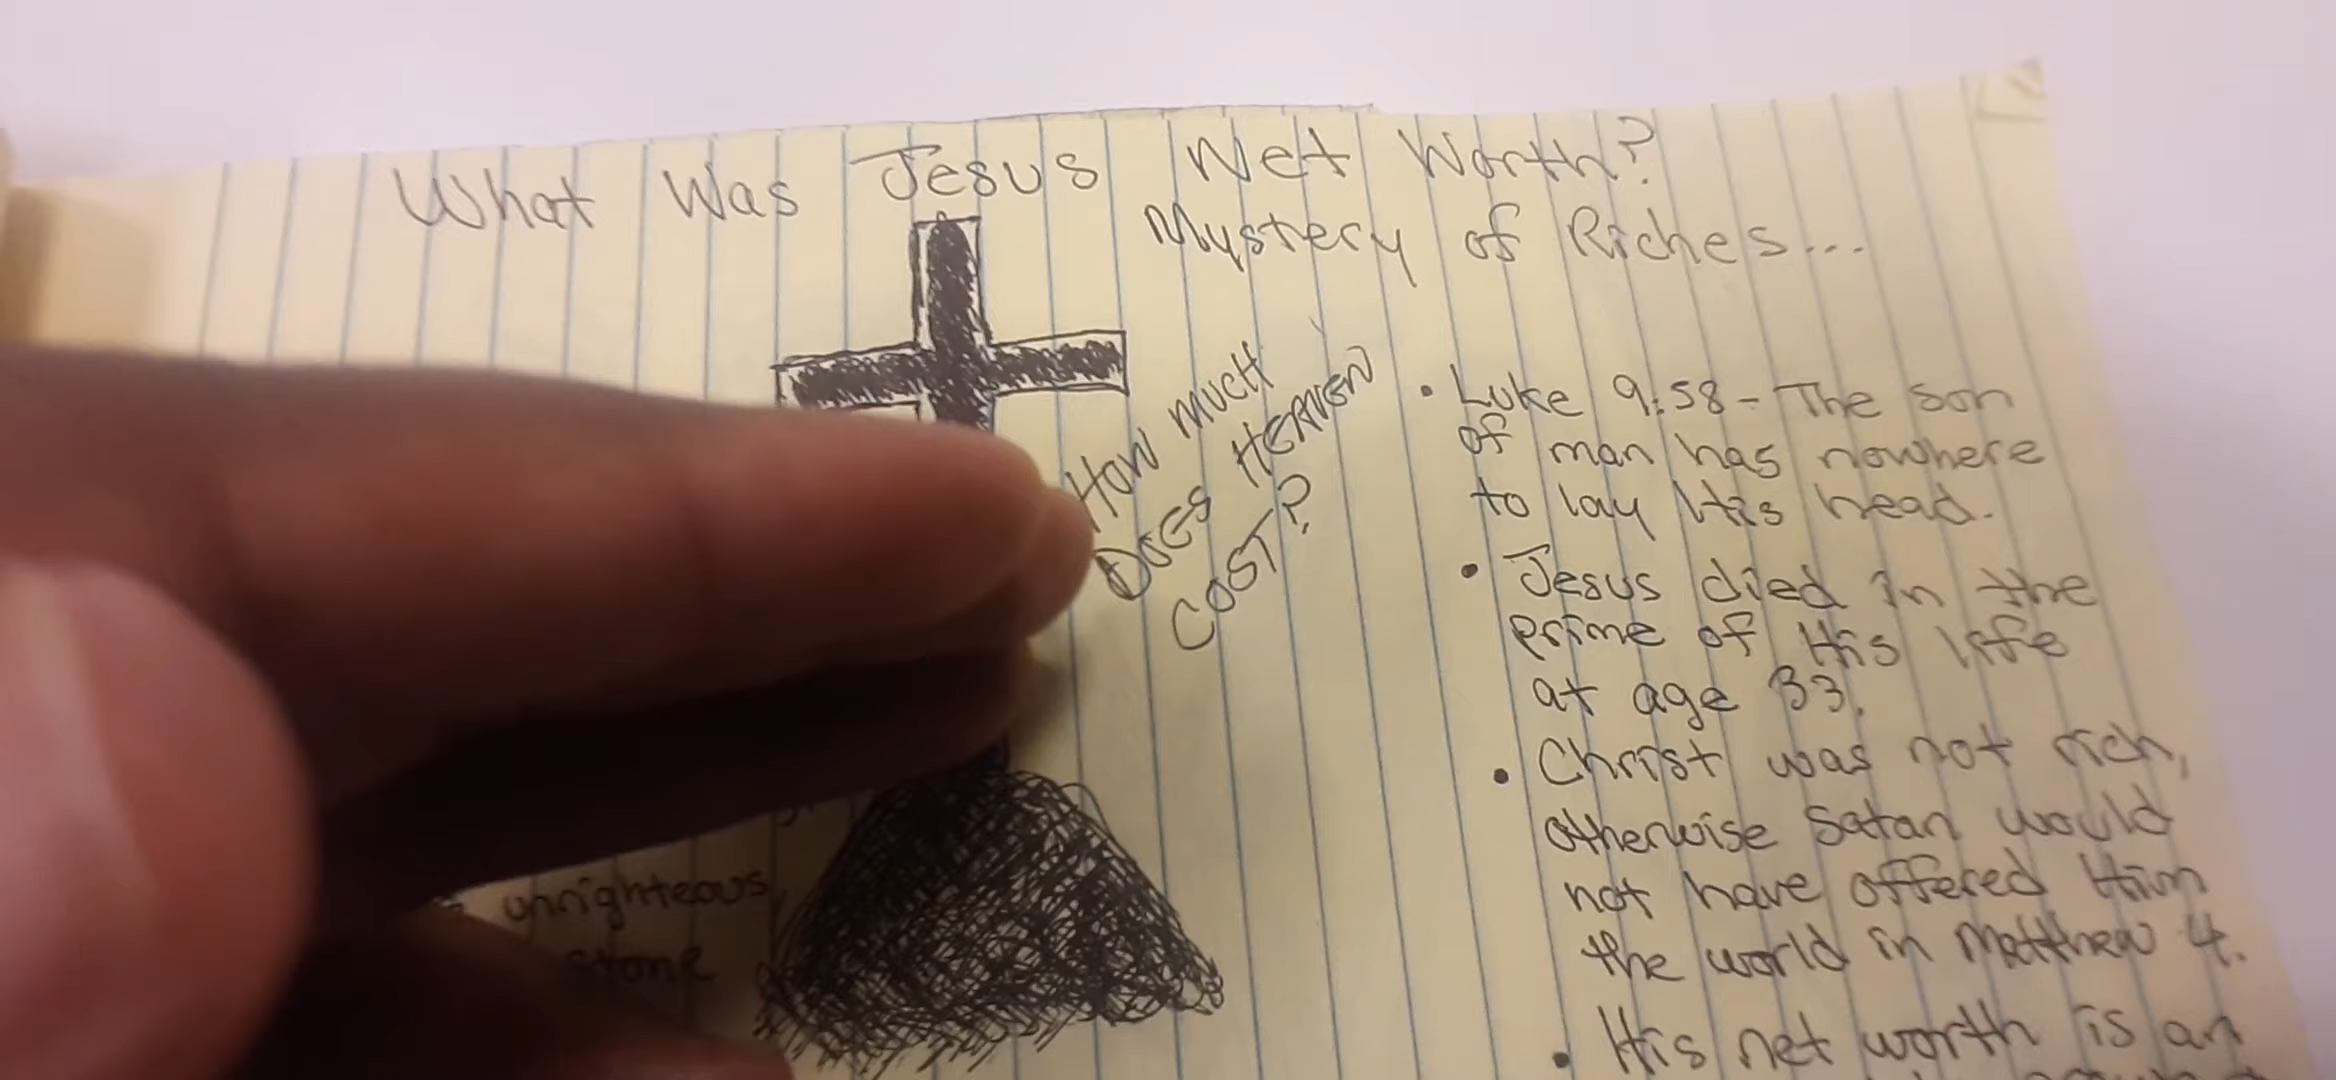 What Was Jesus Net Worth?
Mystery of Riches...
HOW MUCH
DOES HEAVEN
COST?
• Luke 9:58 - The son
of man has nowhere
to lay His head.
• Jesus died in the
prime of His life
at age 33.
• Christ was not rich,
otherwise Satan would
not have offered Him
the world in Matthew 4.
• His net worth is an
unrighteous
stone